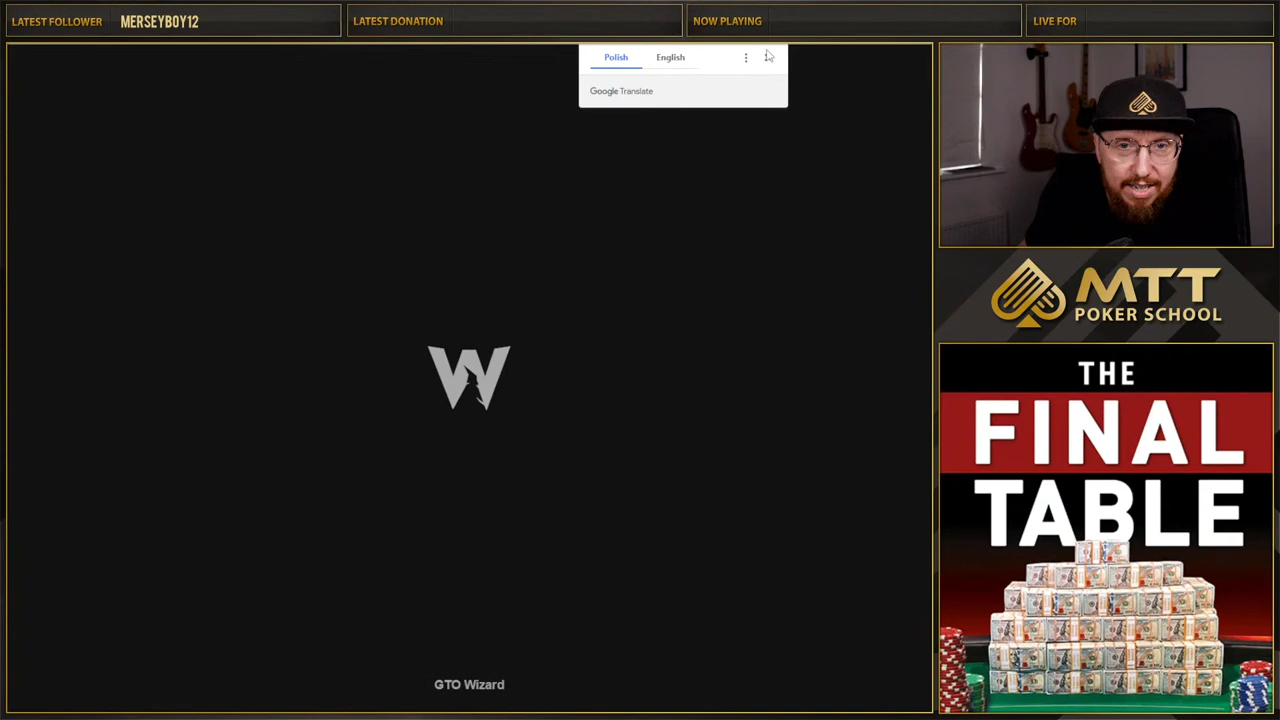 LATEST FOLLOWER MERSEYBOY12
LATEST DONATION
NOW PLAYING
LIVE FOR
Polish English
Google Translate
MTT
POKER SCHOOL
THE
FINAL
TABLE
GTO Wizard